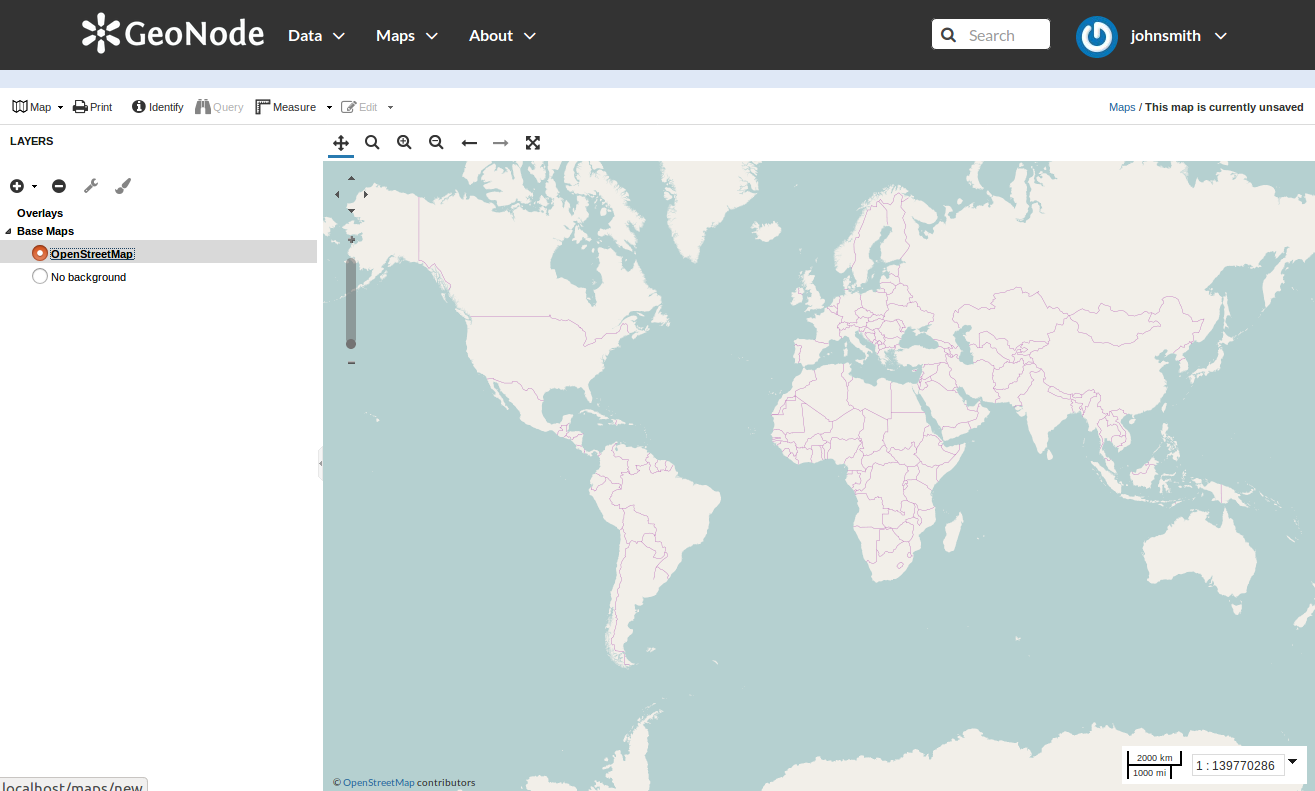 GeoNode Data Maps About Search johnsmith
Map Print Identify Query Measure Edit Maps / This map is currently unsaved
LAYERS
Overlays
Base Maps
OpenStreetMap
No background
© OpenStreetMap contributors
2000 km
1000 mi
1 : 139770286
localhost/maps/new